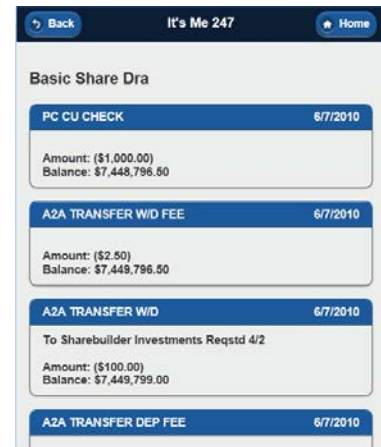 Back It's Me 247 Home
Basic Share Dra
PC CU CHECK 6/7/2010
Amount: ($1,000.00)
Balance: $7,448,796.50
A2A TRANSFER W/D FEE 6/7/2010
Amount: ($2.50)
Balance: $7,449,796.50
A2A TRANSFER W/D 6/7/2010
To Sharebuilder Investments Reqstd 4/2
Amount: ($100.00)
Balance: $7,449,799.00
A2A TRANSFER DEP FEE 6/7/2010